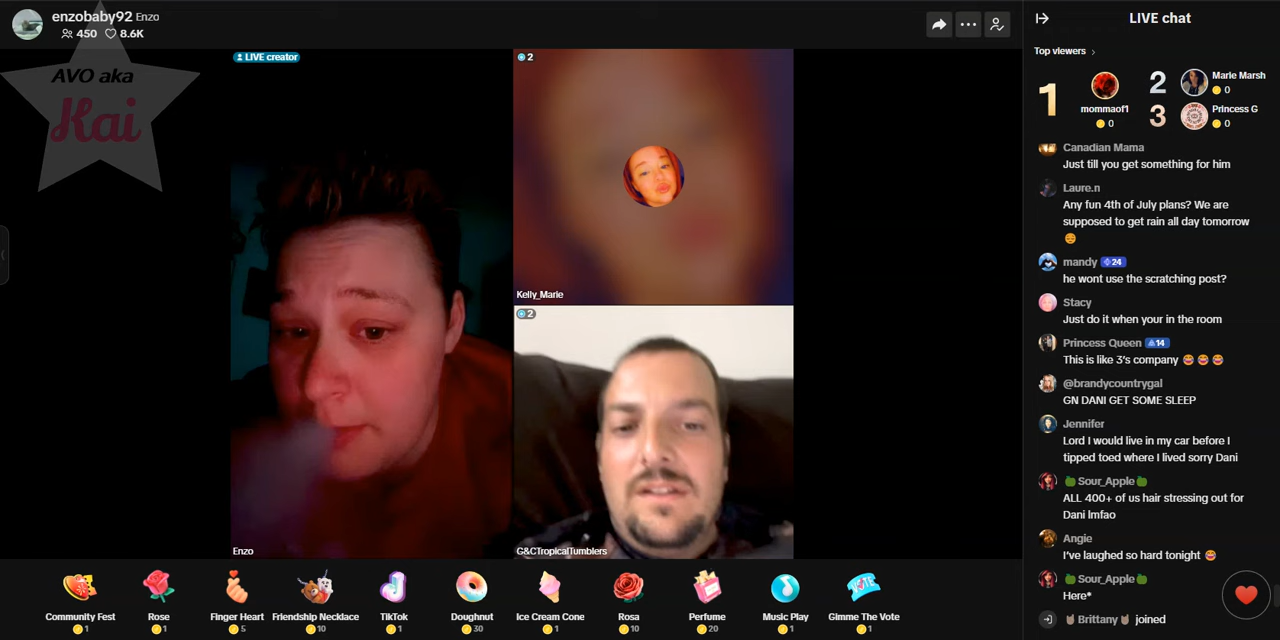 enzobaby92 Enzo
450 8.6K
AVO aka
Kai
LIVE creator
2
Kelly_Marie
2
Enzo
G&CTropicalTumblers
Community Fest
1
Rose
1
Finger Heart
5
Friendship Necklace
10
TikTok
1
Doughnut
30
Ice Cream Cone
1
Rosa
10
Perfume
20
Music Play
1
VOTE
Gimme The Vote
1
LIVE chat
Top viewers
1
mommaof1
0
2
Marie Marsh
0
3
Princess G
0
Canadian Mama
Just till you get something for him
Laure.n
Any fun 4th of July plans? We are
supposed to get rain all day tomorrow
😔
mandy 24
he wont use the scratching post?
Stacy
Just do it when your in the room
Princess Queen 14
This is like 3's company 😂 😂 😂
@brandycountrygal
GN DANI GET SOME SLEEP
Jennifer
Lord I would live in my car before I
tipped toed where I lived sorry Dani
🍏Sour_Apple🍏
ALL 400+ of us hair stressing out for
Dani lmfao
Angie
I've laughed so hard tonight 😂
🍏Sour_Apple🍏
Here*
🤘🏽 Brittany 🤘🏽 joined